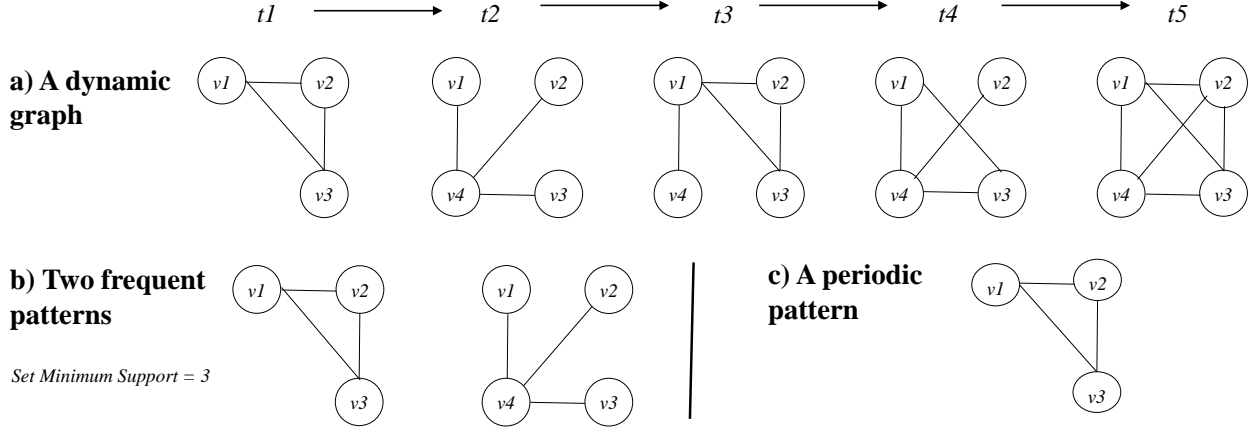 t1 t2 t3 t4 t5
a) A dynamic
graph
v1 v2 v1 v2 v1 v2 v1 v2 v1 v2
v3 v4 v3 v4 v3 v4 v3 v4 v3
b) Two frequent
patterns
v1 v2 v1 v2
Set Minimum Support = 3
v3 v4 v3
c) A periodic
pattern
v1 v2
v3